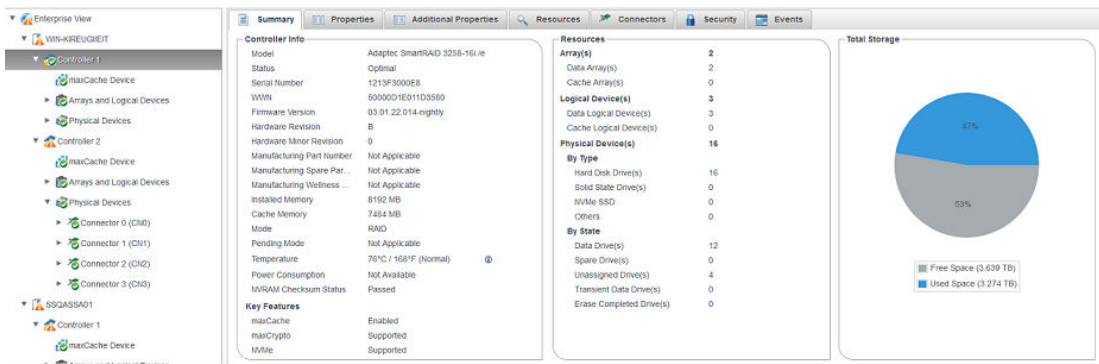 Enterprise View
WIN-KIREUGIIEIT
Controller 1
maxCache Device
Arrays and Logical Devices
Physical Devices
Controller 2
maxCache Device
Arrays and Logical Devices
Physical Devices
Connector 0 (CN0)
Connector 1 (CN1)
Connector 2 (CN2)
Connector 3 (CN3)
SSQASSA01
Controller 1
maxCache Device
Summary Properties Additional Properties Resources Connectors Security Events
Controller Info
Model Adaptec SmartRAID 3258-16i /e
Status Optimal
Serial Number 1213F3000E8
WWN 50000D1E011D3580
Firmware Version 03.01.22.014-nightly
Hardware Revision B
Hardware Minor Revision 0
Manufacturing Part Number Not Applicable
Manufacturing Spare Par... Not Applicable
Manufacturing Wellness ... Not Applicable
Installed Memory 8192 MB
Cache Memory 7484 MB
Mode RAID
Pending Mode Not Applicable
Temperature 76°C / 168°F (Normal)
Power Consumption Not Available
NVRAM Checksum Status Passed
Key Features
maxCache Enabled
maxCrypto Supported
NVMe Supported
Resources
Array(s) 2
Data Array(s) 2
Cache Array(s) 0
Logical Device(s) 3
Data Logical Device(s) 3
Cache Logical Device(s) 0
Physical Device(s) 16
By Type
Hard Disk Drive(s) 16
Solid State Drive(s) 0
NVMe SSD 0
Others 0
By State
Data Drive(s) 12
Spare Drive(s) 0
Unassigned Drive(s) 4
Transient Data Drive(s) 0
Erase Completed Drive(s) 0
Total Storage
47%
53%
Free Space (3.639 TB)
Used Space (3.274 TB)